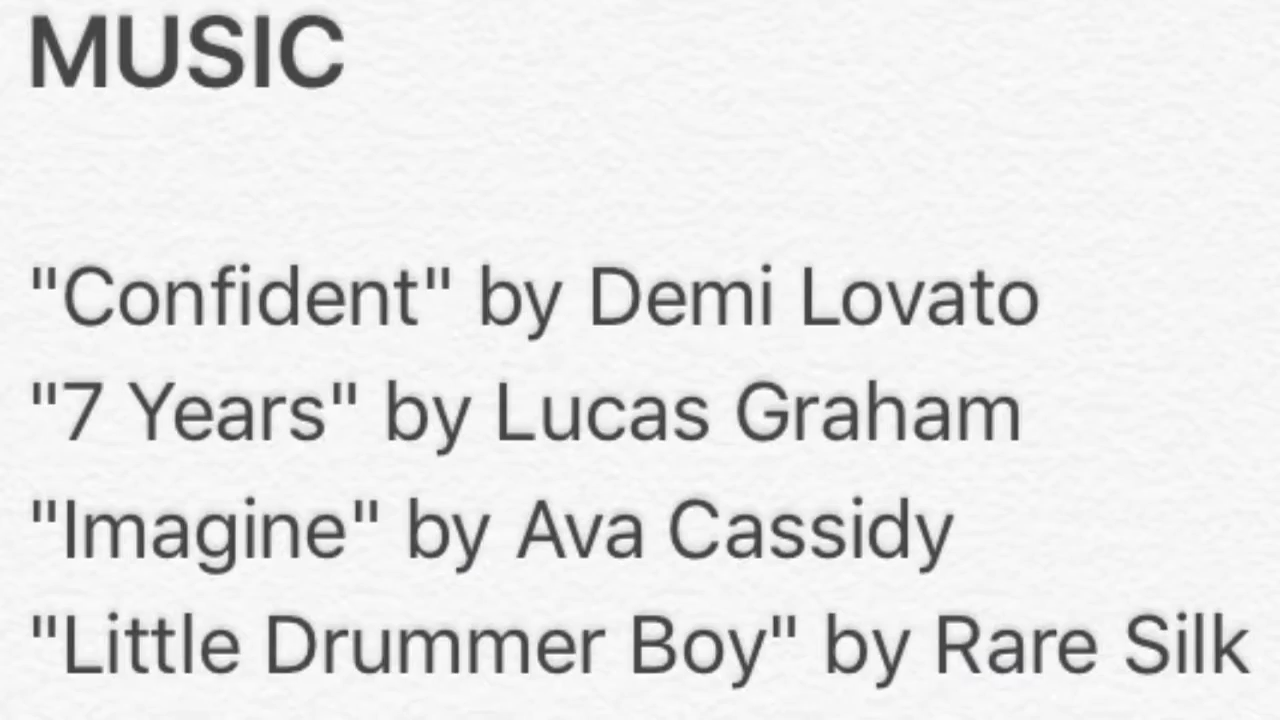 MUSIC
"Confident" by Demi Lovato
"7 Years" by Lucas Graham
"Imagine" by Ava Cassidy
"Little Drummer Boy" by Rare Silk